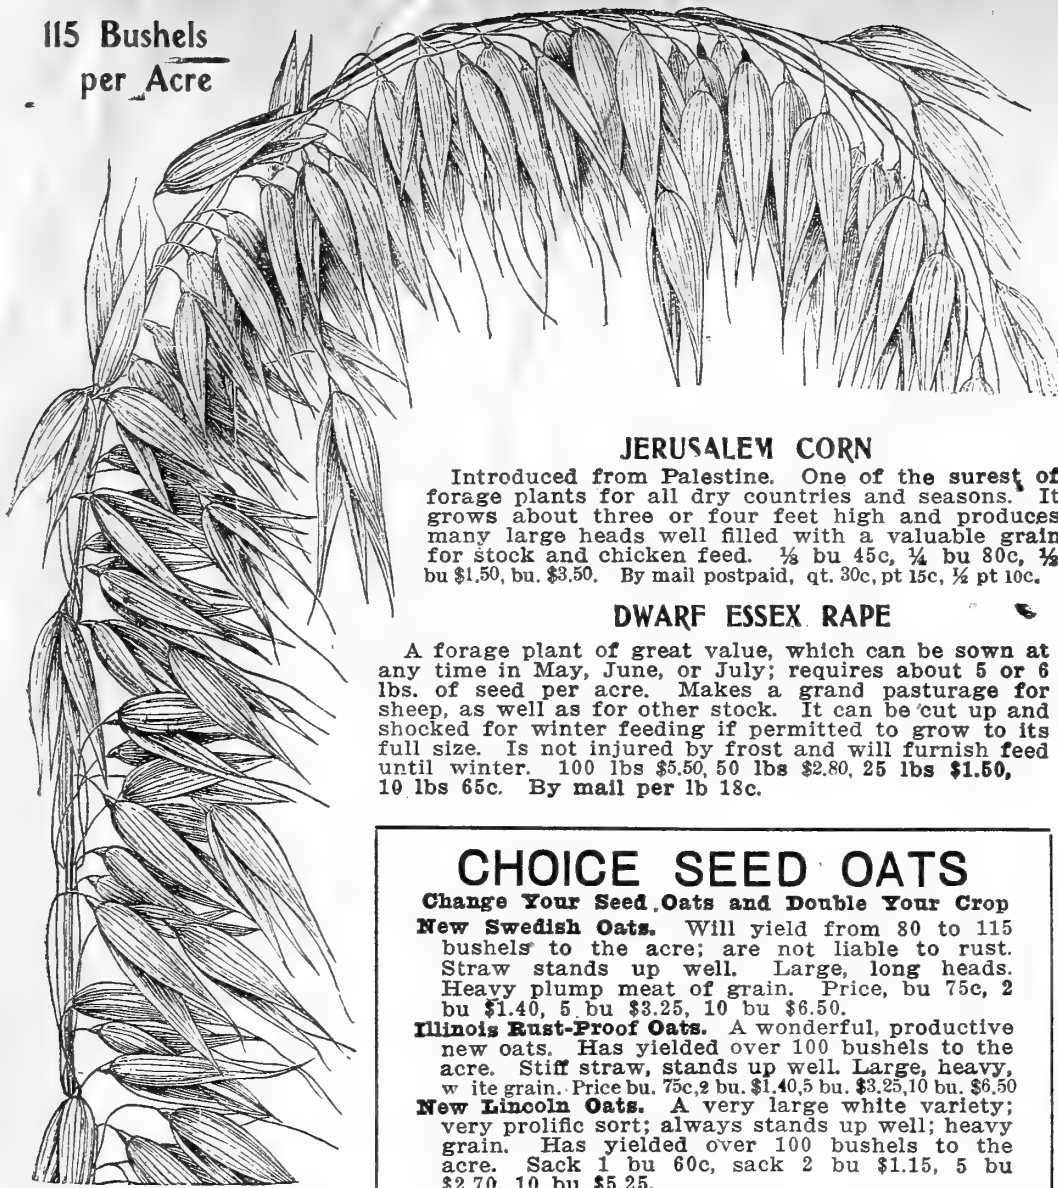 115 Bushels
per Acre
JERUSALEM CORN
Introduced from Palestine. One of the surest of
forage plants for all dry countries and seasons. It
grows about three or four feet high and produces
many large heads well filled with a valuable grain
for stock and chicken feed. ⅛ bu 45c, ¼ bu 80c, ½
bu $1.50, bu. $3.50. By mail postpaid, qt. 30c, pt 15c, ½ pt 10c.
DWARF ESSEX RAPE
A forage plant of great value, which can be sown at
any time in May, June, or July; requires about 5 or 6
lbs. of seed per acre. Makes a grand pasturage for
sheep, as well as for other stock. It can be cut up and
shocked for winter feeding if permitted to grow to its
full size. Is not injured by frost and will furnish feed
until winter. 100 lbs $5.50, 50 lbs $2.80, 25 lbs $1.50,
10 lbs 65c. By mail per lb 18c.
CHOICE SEED OATS
Change Your Seed Oats and Double Your Crop
New Swedish Oats. Will yield from 80 to 115
bushels to the acre; are not liable to rust.
Straw stands up well. Large, long heads.
Heavy plump meat of grain. Price, bu 75c, 2
bu $1.40, 5 bu $3.25, 10 bu $6.50.
Illinois Rust-Proof Oats. A wonderful, productive
new oats. Has yielded over 100 bushels to the
acre. Stiff straw, stands up well. Large, heavy,
w ite grain. Price bu. 75c, 2 bu. $1.40, 5 bu. $3.25, 10 bu. $6.50
New Lincoln Oats. A very large white variety;
very prolific sort; always stands up well; heavy
grain. Has yielded over 100 bushels to the
acre. Sack 1 bu 60c, sack 2 bu $1.15, 5 bu
$2.70, 10 bu $5.25.